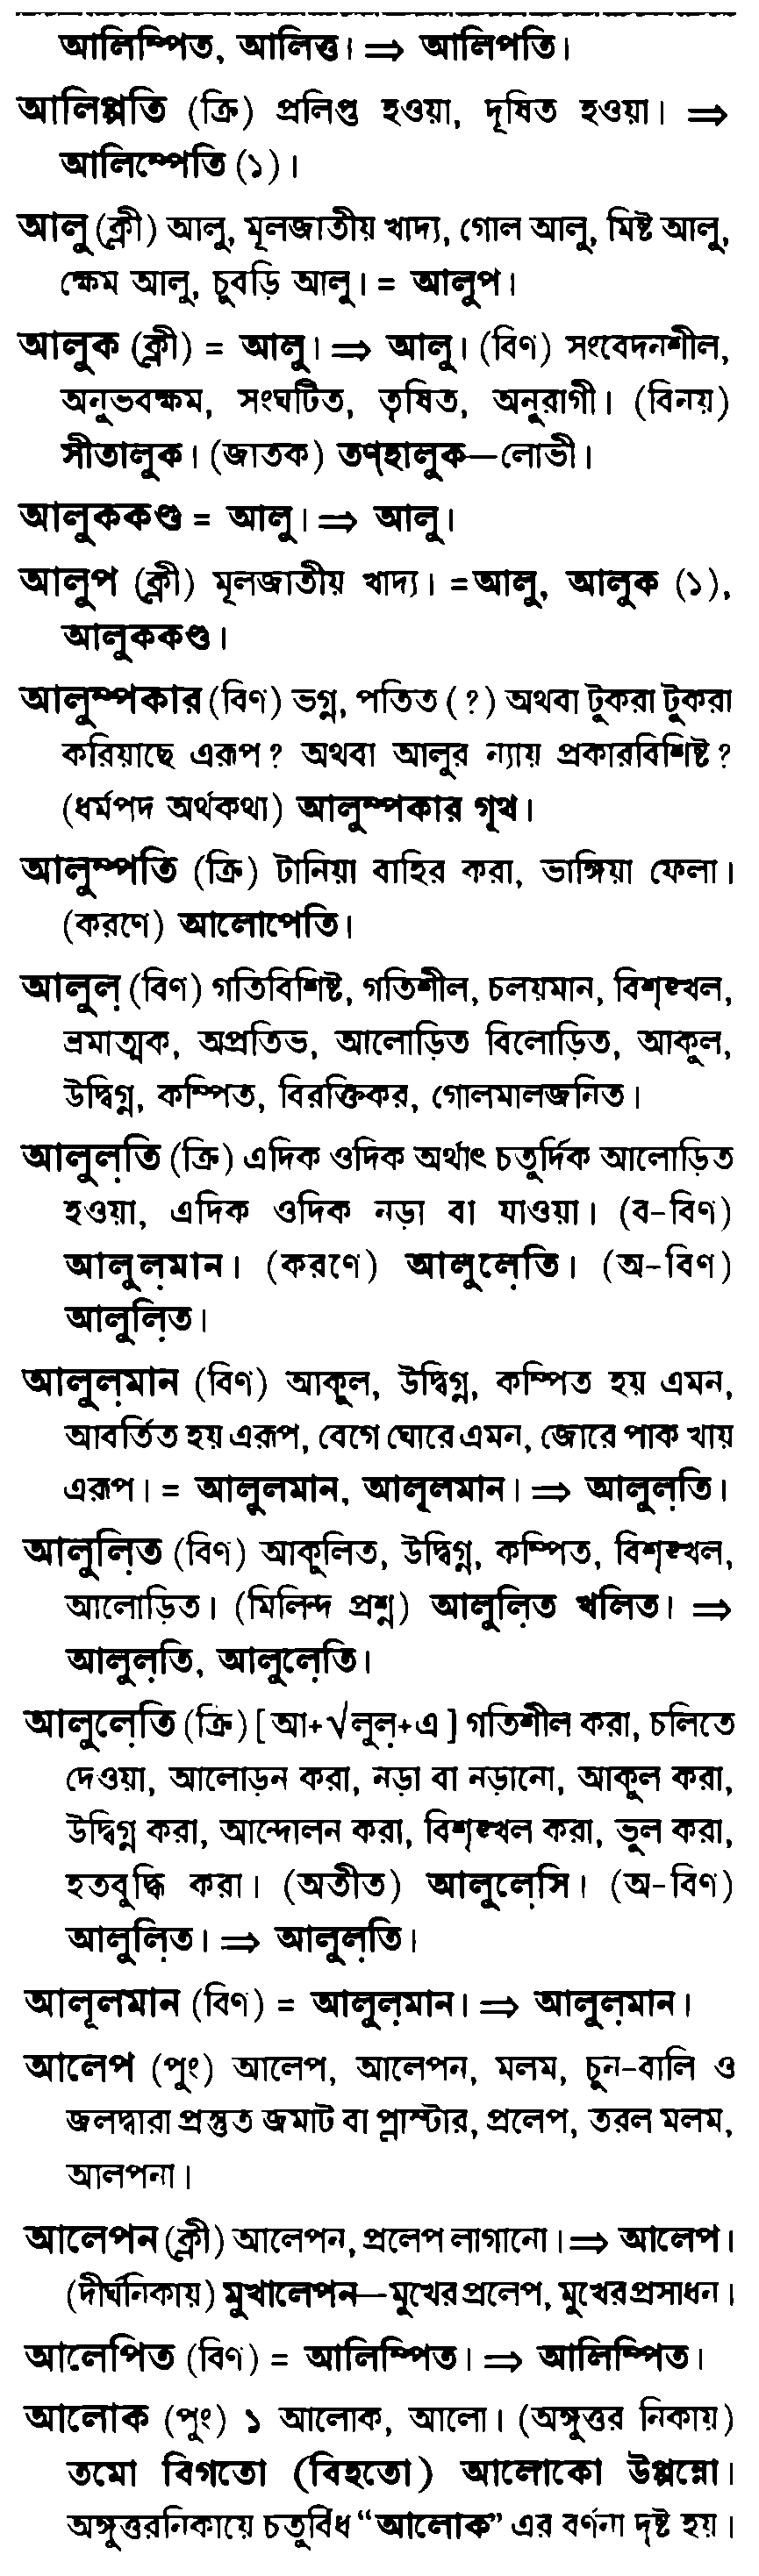 আলিম্পিত, আলিত্ত। ⇒ আলিপতি।
আলিপ্পতি (ক্রি) প্রলিপ্ত হওয়া, দূষিত হওয়া। ⇒
আলিম্পেতি (১)।
আলু (ক্লী) আলু, মূলজাতীয় খাদ্য, গোল আলু, মিষ্ট আলু,
ক্ষেম আলু, চুবড়ি আলু। = আলুপ।
আলুক (ক্লী) = আলু। ⇒ আলু। (বিণ) সংবেদনশীল,
অনুভবক্ষম, সংঘটিত, তৃষিত, অনুরাগী। (বিনয়)
সীতালুক। (জাতক) তণ্হালুক—লোভী।
আলুককণ্ড = আলু। ⇒ আলু।
আলুপ (ক্লী) মূলজাতীয় খাদ্য। =আলু, আলুক (১),
আলুককণ্ড।
আলুম্পকার (বিণ) ভগ্ন, পতিত (?) অথবা টুকরা টুকরা
করিয়াছে এরূপ? অথবা আলুর ন্যায় প্রকারবিশিষ্ট?
(ধর্মপদ অর্থকথা) আলুম্পকার গূথ।
আলুম্পতি (ক্রি) টানিয়া বাহির করা, ভাঙ্গিয়া ফেলা।
(করণে) আলোপেতি।
আলুল় (বিণ) গতিবিশিষ্ট, গতিশীল, চলয়মান, বিশৃঙ্খল,
ভ্রমাত্মক, অপ্রতিভ, আলোড়িত বিলোড়িত, আকুল,
উদ্বিগ্ন, কম্পিত, বিরক্তিকর, গোলমালজনিত।
আলুল়তি (ক্রি) এদিক ওদিক অর্থাৎ চতুর্দিক আলোড়িত
হওয়া, এদিক ওদিক নড়া বা যাওয়া। (ব-বিণ)
আলুল়মান। (করণে) আলুল়েতি। (অ-বিণ)
আলুল়িত।
আলুল়মান (বিণ) আকুল, উদ্বিগ্ন, কম্পিত হয় এমন,
আবর্তিত হয় এরূপ, বেগে ঘোরে এমন, জোরে পাক খায়
এরূপ। = আলুলমান, আলূলমান। ⇒ আলুল়তি।
আলুল়িত (বিণ) আকুলিত, উদ্বিগ্ন, কম্পিত, বিশৃঙ্খল,
আলোড়িত। (মিলিন্দ প্রশ্ন) আলুল়িত খলিত। ⇒
আলুল়তি, আলুল়েতি।
আলুল়েতি (ক্রি) [ আ+√লুল়+এ ] গতিশীল করা, চলিতে
দেওয়া, আলোড়ন করা, নড়া বা নড়ানো, আকুল করা,
উদ্বিগ্ন করা, আন্দোলন করা, বিশৃঙ্খল করা, ভুল করা,
হতবুদ্ধি করা। (অতীত) আলুল়েসি। (অ-বিণ)
আলুল়িত। ⇒ আলুল়তি।
আলূলমান (বিণ) = আলুল়মান। ⇒ আলুল়মান।
আলেপ (পুং) আলেপ, আলেপন, মলম, চুন-বালি ও
জলদ্বারা প্রস্তুত জমাট বা প্লাস্টার, প্রলেপ, তরল মলম,
আলপনা।
আলেপন (ক্লী) আলেপন, প্রলেপ লাগানো। ⇒ আলেপ।
(দীর্ঘনিকায়) মুখালেপন—মুখের প্রলেপ, মুখের প্রসাধন।
আলেপিত (বিণ) = আলিম্পিত। ⇒ আলিম্পিত।
আলোক (পুং) ১ আলোক, আলো। (অঙ্গুত্তর নিকায়)
তমো বিগতো (বিহতো) আলোকো উপ্পন্নো।
অঙ্গুত্তরনিকায়ে চতুর্বিধ “আলোক” এর বর্ণনা দৃষ্ট হয়।